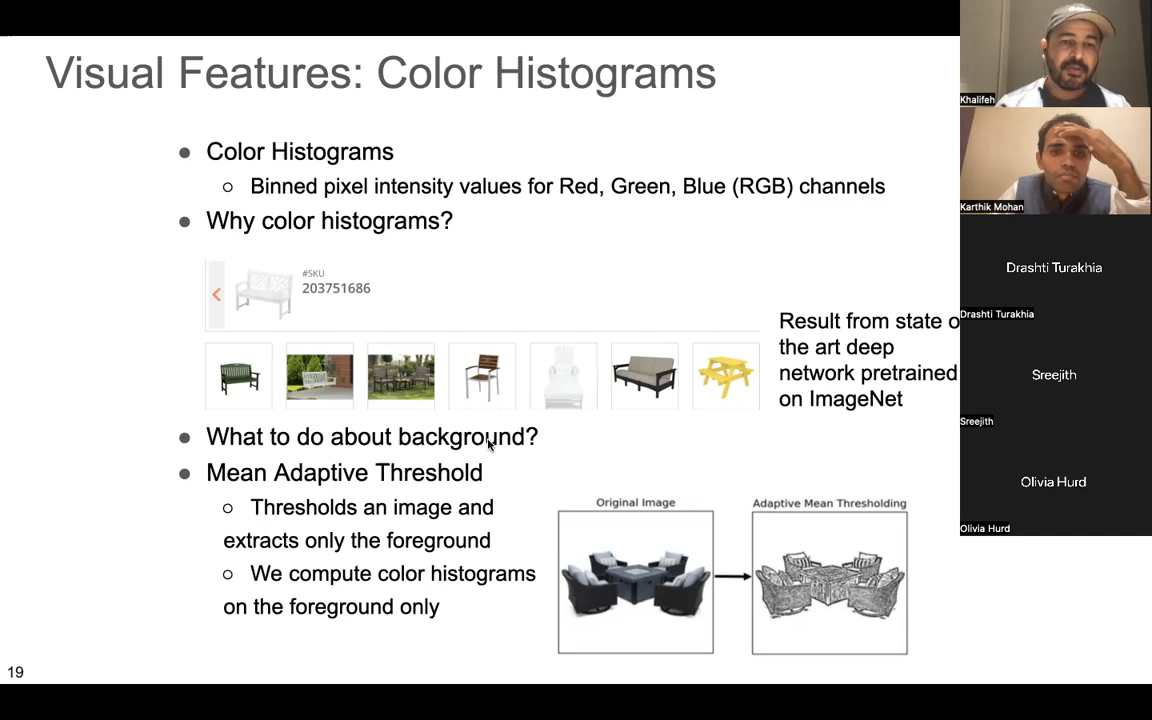 Visual Features: Color Histograms
Color Histograms
Binned pixel intensity values for Red, Green, Blue (RGB) channels
Why color histograms?
#SKU
203751686
Result from state o
the art deep
network pretrained
on ImageNet
What to do about background?
Mean Adaptive Threshold
Thresholds an image and
extracts only the foreground
We compute color histograms
on the foreground only
Original Image
Adaptive Mean Thresholding
19
Khalifeh
Karthik Mohan
Drashti Turakhia
Drashti Turakhia
Sreejith
Sreejith
Olivia Hurd
Olivia Hurd